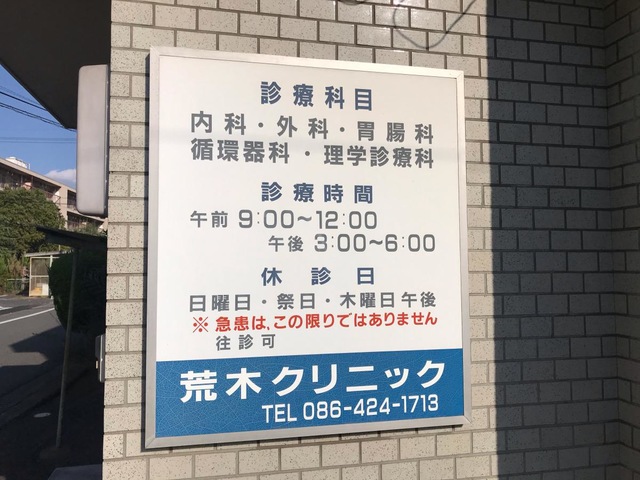 診療科目
内科・外科・胃腸科
循環器科・理学診療科
診療時間
午前 9:00〜12:00
午後 3:00〜6:00
休診日
日曜日・祭日・木曜日午後
※ 急患は、この限りではありません
往診可
荒木クリニック
TEL 086-424-1713